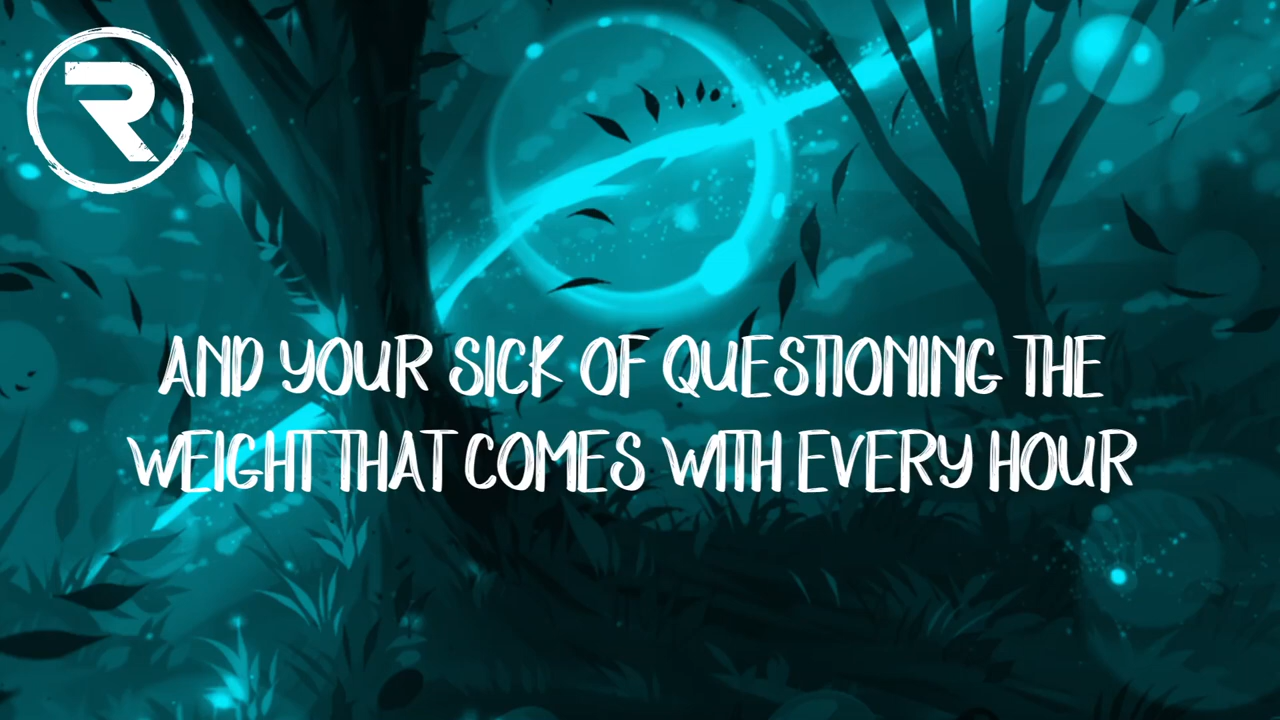 R
AND YOUR SICK OF QUESTIONING THE
WEIGHT THAT COMES WITH EVERY HOUR